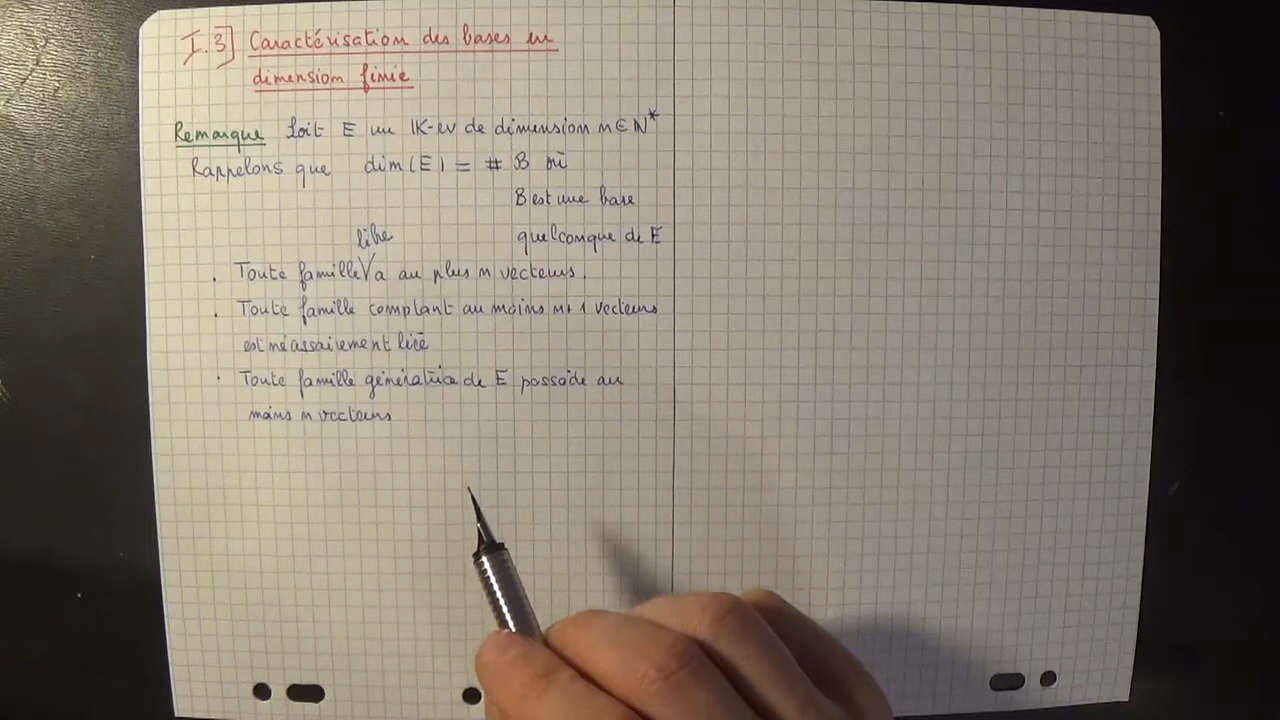 I.3] Caractérisation des bases en
dimension finie
Remarque Soit E un K-ev de dimension n∈N*
Rappelons que dim(E) = # B où
B est une base
quelconque de E
libre
. Toute famille √ a au plus n vecteurs.
. Toute famille comptant au moins n+1 vecteurs
est nécessairement liée
. Toute famille génératrice de E possède au
moins n vecteurs